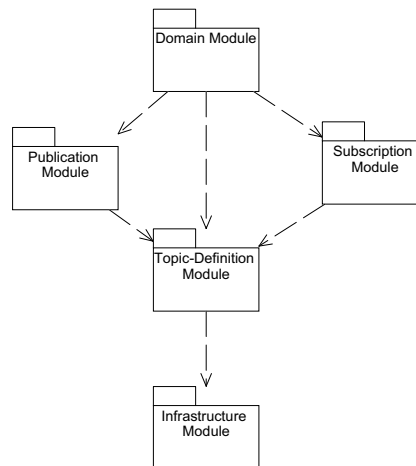 Domain Module
Publication
Module
Subscription
Module
Topic-Definition
Module
Infrastructure
Module